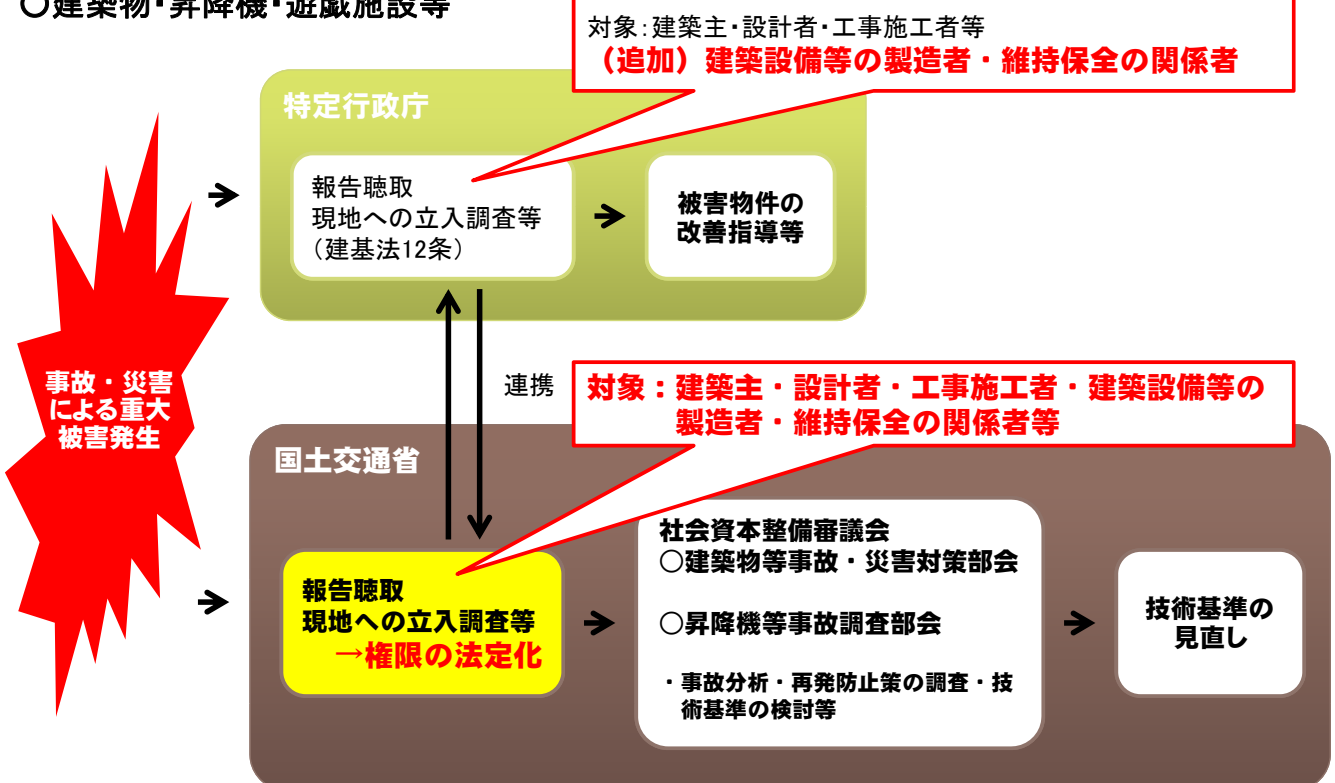 〇建築物・昇降機・遊戯施設等
対象：建築主・設計者・工事施工者等
（追加）建築設備等の製造者・維持保全の関係者
特定行政庁
報告聴取
現地への立入調査等
（建基法12条）
被害物件の
改善指導等
事故・災害
による重大
被害発生
連携
対象：建築主・設計者・工事施工者・建築設備等の
製造者・維持保全の関係者等
国土交通省
報告聴取
現地への立入調査等
→権限の法定化
社会資本整備審議会
〇建築物等事故・災害対策部会
〇昇降機等事故調査部会
・事故分析・再発防止策の調査・技
術基準の検討等
技術基準の
見直し